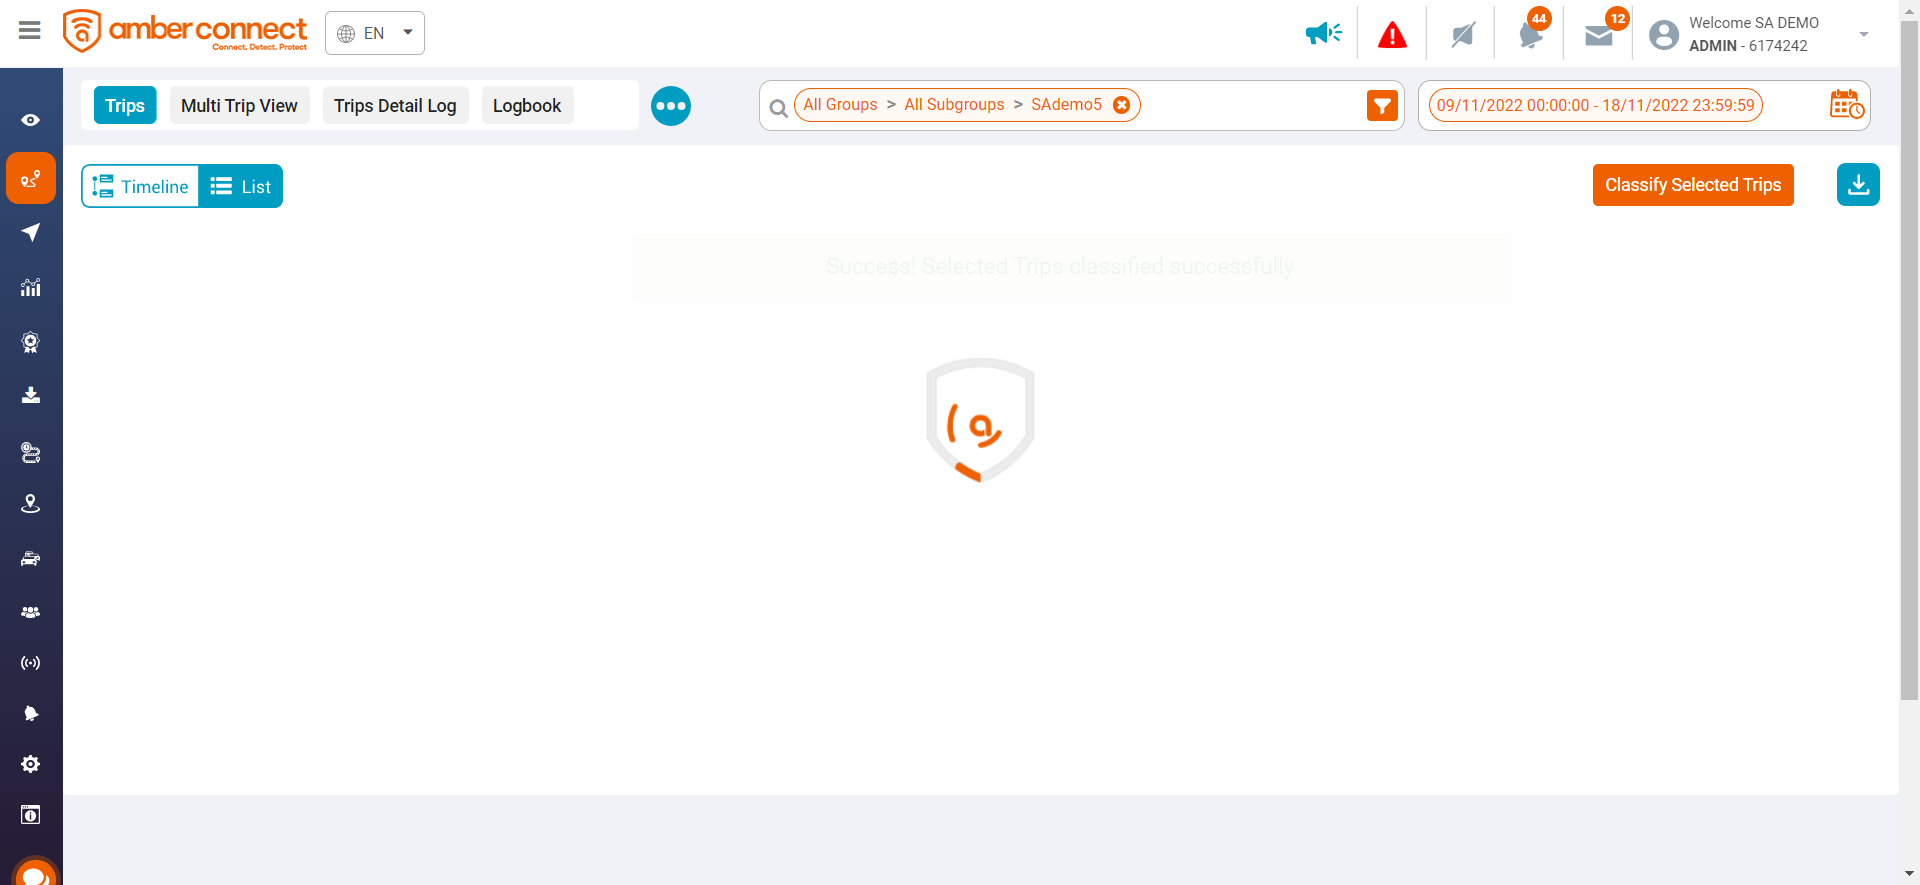 amber connect
Connect. Detect. Protect
EN
44
12
Welcome SA DEMO
ADMIN - 6174242
Trips
Multi Trip View
Trips Detail Log
Logbook
All Groups > All Subgroups > SAdemo5
09/11/2022 00:00:00 - 18/11/2022 23:59:59
Timeline
List
Classify Selected Trips
Success! Selected Trips classified successfully
a